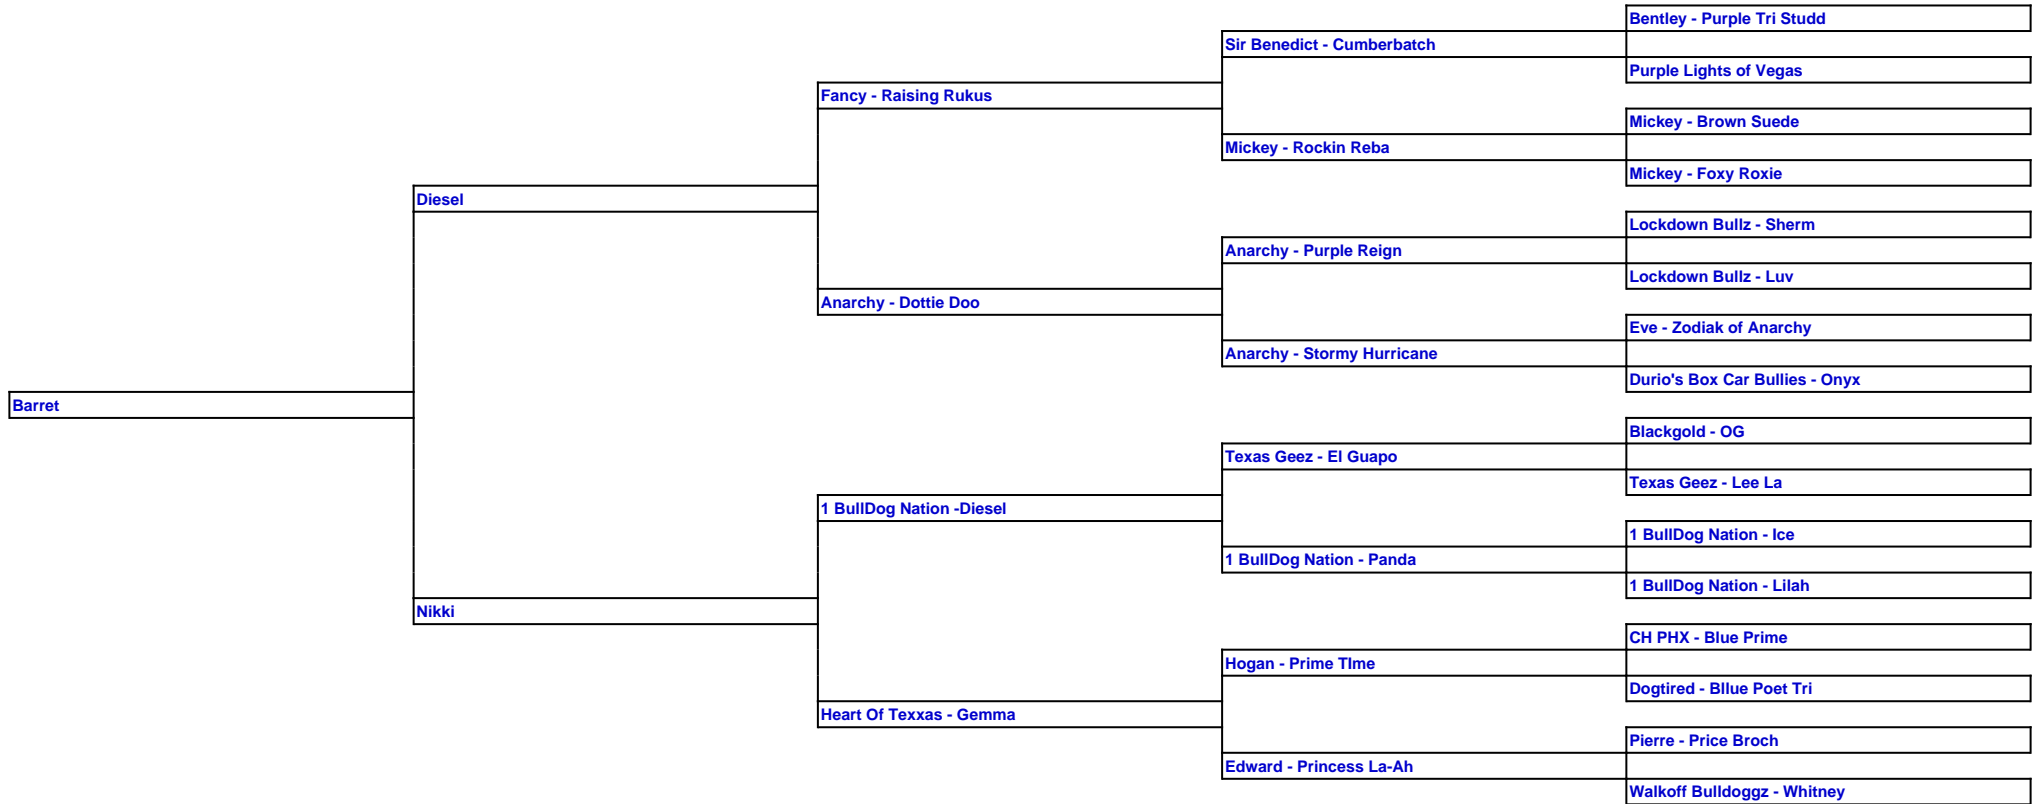 Bentley - Purple Tri Studd
Sir Benedict - Cumberbatch
Purple Lights of Vegas
Fancy - Raising Rukus
Mickey - Brown Suede
Mickey - Rockin Reba
Mickey - Foxy Roxie
Diesel
Lockdown Bullz - Sherm
Anarchy - Purple Reign
Lockdown Bullz - Luv
Anarchy - Dottie Doo
Eve - Zodiak of Anarchy
Anarchy - Stormy Hurricane
Durio's Box Car Bullies - Onyx
Barret
Blackgold - OG
Texas Geez - El Guapo
Texas Geez - Lee La
1 BullDog Nation -Diesel
1 BullDog Nation - Ice
1 BullDog Nation - Panda
1 BullDog Nation - Lilah
Nikki
CH PHX - Blue Prime
Hogan - Prime TIme
Dogtired - Bllue Poet Tri
Heart Of Texxas - Gemma
Pierre - Price Broch
Edward - Princess La-Ah
Walkoff Bulldoggz - Whitney